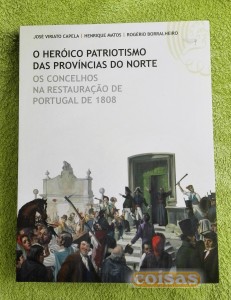 JOSÉ VIRIATO CAPELA | HENRIQUE MATOS | ROGÉRIO BORRALHEIRO
O HERÓICO PATRIOTISMO
DAS PROVÍNCIAS DO NORTE
OS CONCELHOS
NA RESTAURAÇÃO DE
PORTUGAL DE 1808
coisas